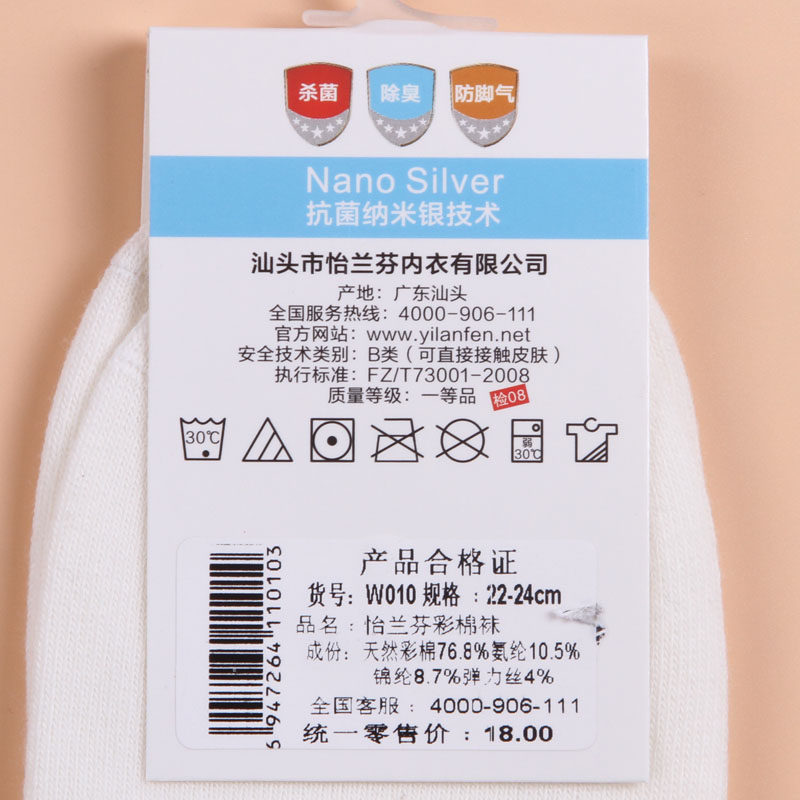 杀菌 除臭 防脚气
Nano Silver
抗菌纳米银技术
汕头市怡兰芬内衣有限公司
产地：广东汕头
全国服务热线：4000-906-111
官方网站：www.yilanfen.net
安全技术类别：B类（可直接接触皮肤）
执行标准：FZ/T73001-2008
质量等级：一等品 检08
30℃ 弱 30℃
产品合格证
货号：W010 规格：22-24cm
品名：怡兰芬彩棉袜
成份：天然彩棉76.8%氨纶10.5%
锦纶8.7%弹力丝4%
全国客服：4000-906-111
统一零售价：18.00
6 947264 110103